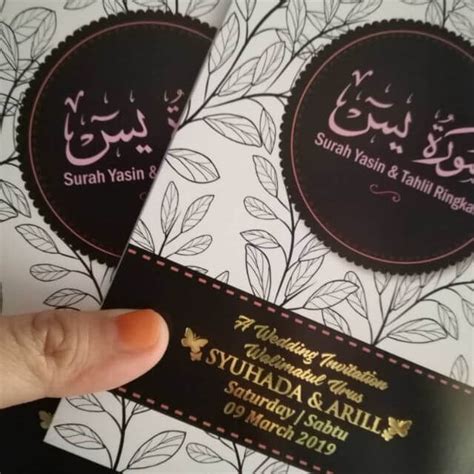 سورة يس
Surah Yasin &
سورة يس
Surah Yasin & Tahlil Ringka
A Wedding Invitation
Walimatul Urus
SYUHADA & ARILL
Saturday / Sabtu
09 March 2019